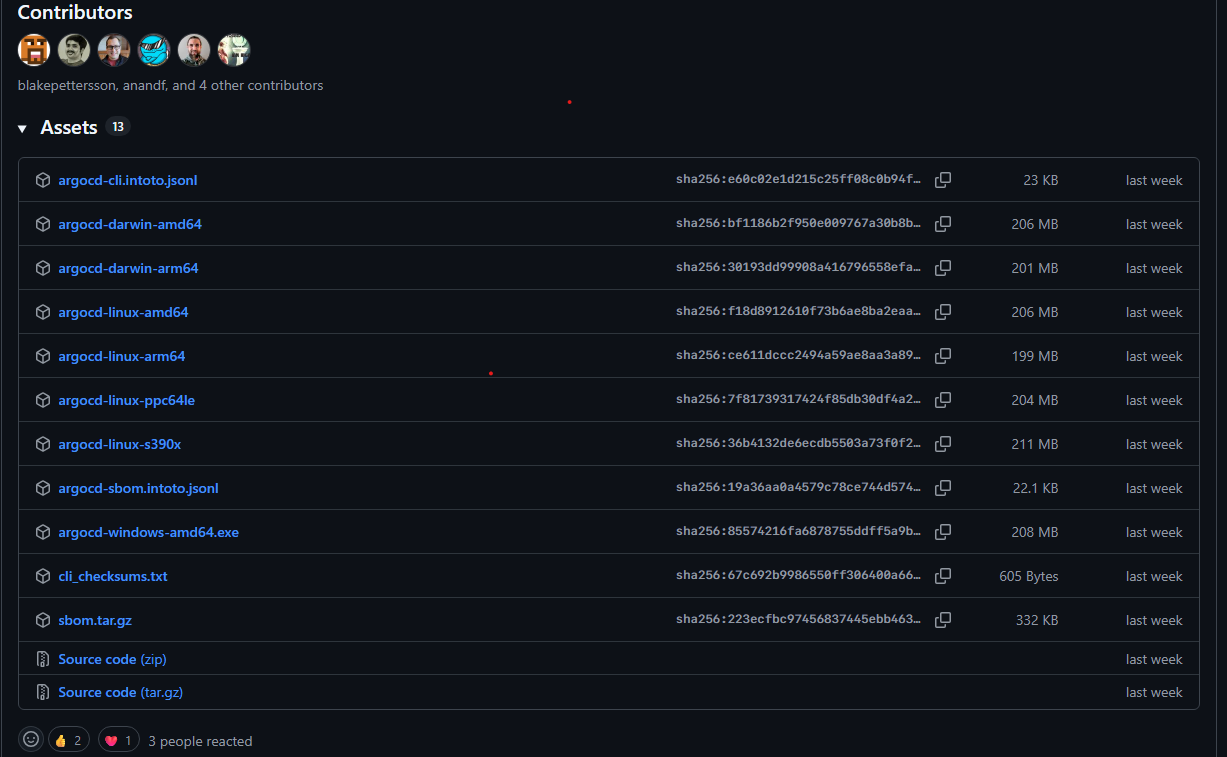 Contributors
blakepettersson, anandf, and 4 other contributors
Assets 13
argocd-cli.intoto.jsonl sha256:e60c02e1d215c25ff08c0b94f… 23 KB last week
argocd-darwin-amd64 sha256:bf1186b2f950e009767a30b8b… 206 MB last week
argocd-darwin-arm64 sha256:30193dd99908a416796558efa… 201 MB last week
argocd-linux-amd64 sha256:f18d8912610f73b6ae8ba2eaa… 206 MB last week
argocd-linux-arm64 sha256:ce611dccc2494a59ae8aa3a89… 199 MB last week
argocd-linux-ppc64le sha256:7f81739317424f85db30df4a2… 204 MB last week
argocd-linux-s390x sha256:36b4132de6ecdb5503a73f0f2… 211 MB last week
argocd-sbom.intoto.jsonl sha256:19a36aa0a4579c78ce744d574… 22.1 KB last week
argocd-windows-amd64.exe sha256:85574216fa6878755ddff5a9b… 208 MB last week
cli_checksums.txt sha256:67c692b9986550ff306400a66… 605 Bytes last week
sbom.tar.gz sha256:223ecfbc97456837445ebb463… 332 KB last week
Source code (zip) last week
Source code (tar.gz) last week
👍 2 ❤️ 1 3 people reacted